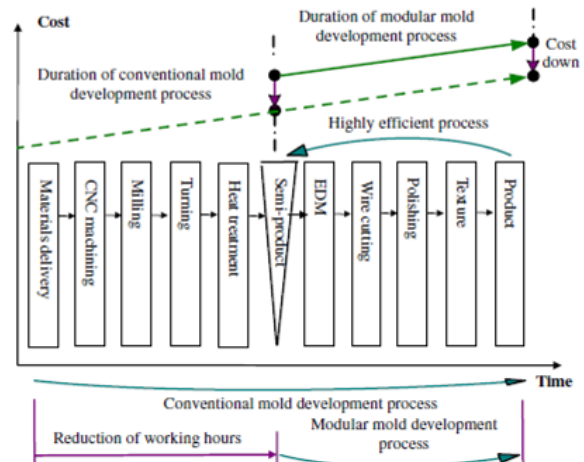 Cost
Duration of modular mold
development process
Cost
down
Duration of conventional mold
development process
Highly efficient process
Materials delivery
CNC machining
Milling
Turning
Heat treatment
Semi-product
EDM
Wire cutting
Polishing
Texture
Product
Time
Conventional mold development process
Reduction of working hours
Modular mold development
process